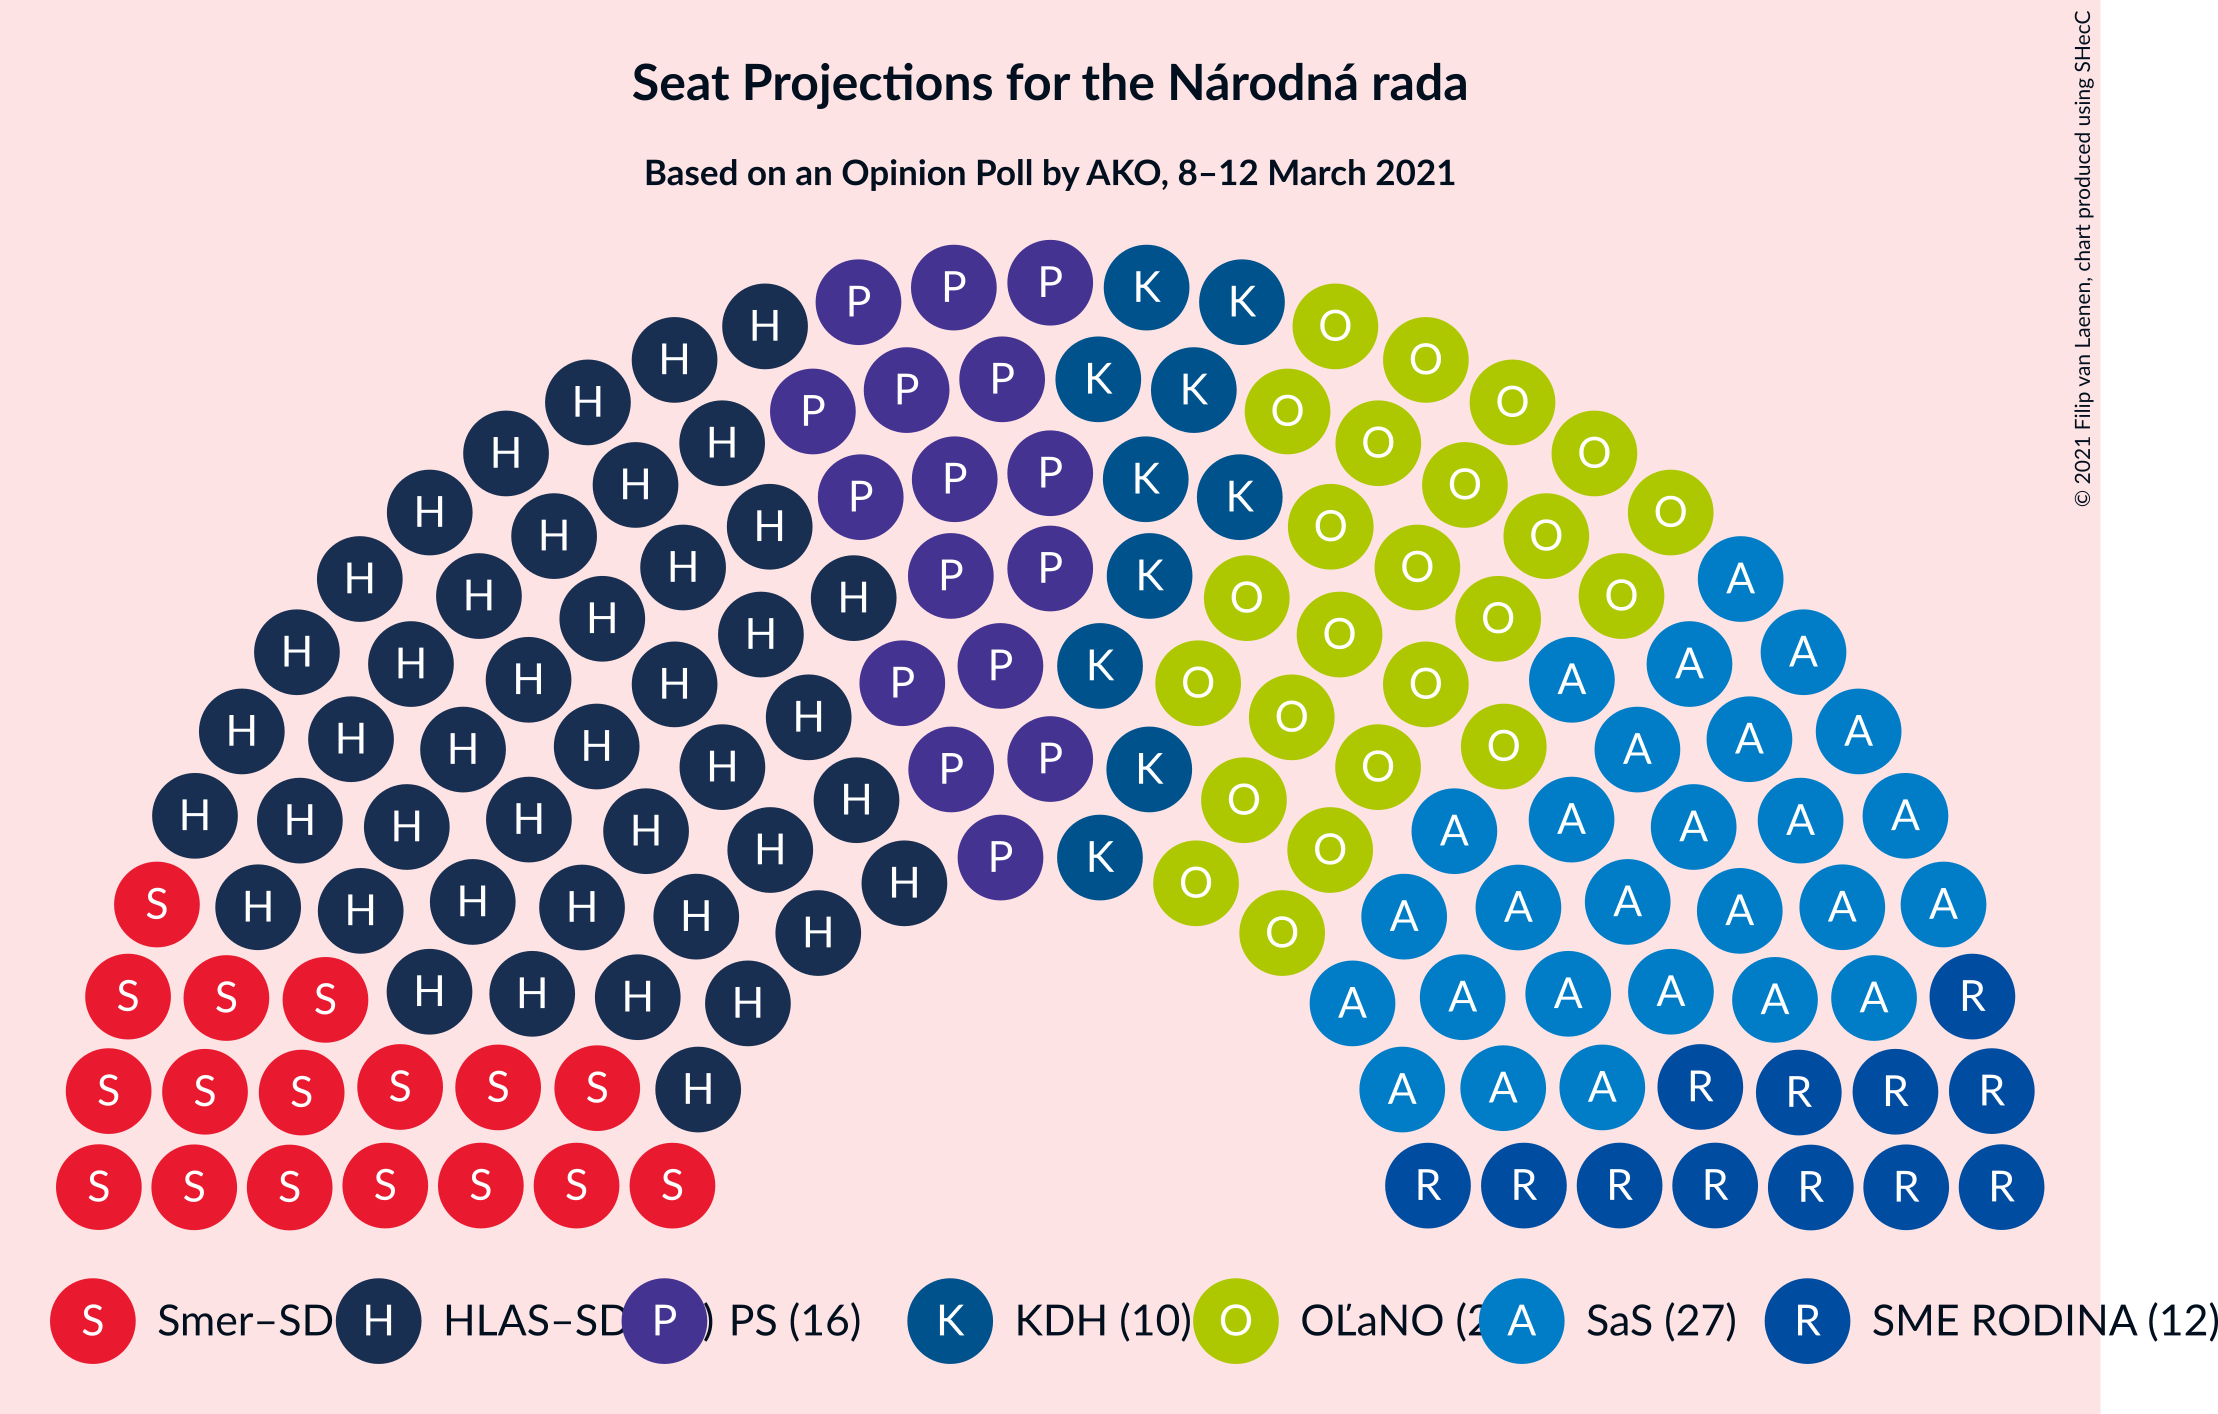 Seat Projections for the Národná rada
Based on an Opinion Poll by AKO, 8–12 March 2021
© 2021 Filip van Laenen, chart produced using SHecC
H P P P K K O
H H P P P K K O O O
H H H P P P K K O O O
H H H H H H H P P K O O O O O O A
H H H H H H P P K O O O O A A A
H H H H H H P P K O O O A A A
H H H H H H H P K O O A A A A A
S H H H H H H H O O A A A A A A
S S S H H H H A A A A A A R
S S S S S S H A A A R R R R
S S S S S S S R R R R R R R
S Smer–SD H HLAS–SD P ) PS (16) K KDH (10) O OĽaNO (2 A SaS (27) R SME RODINA (12)